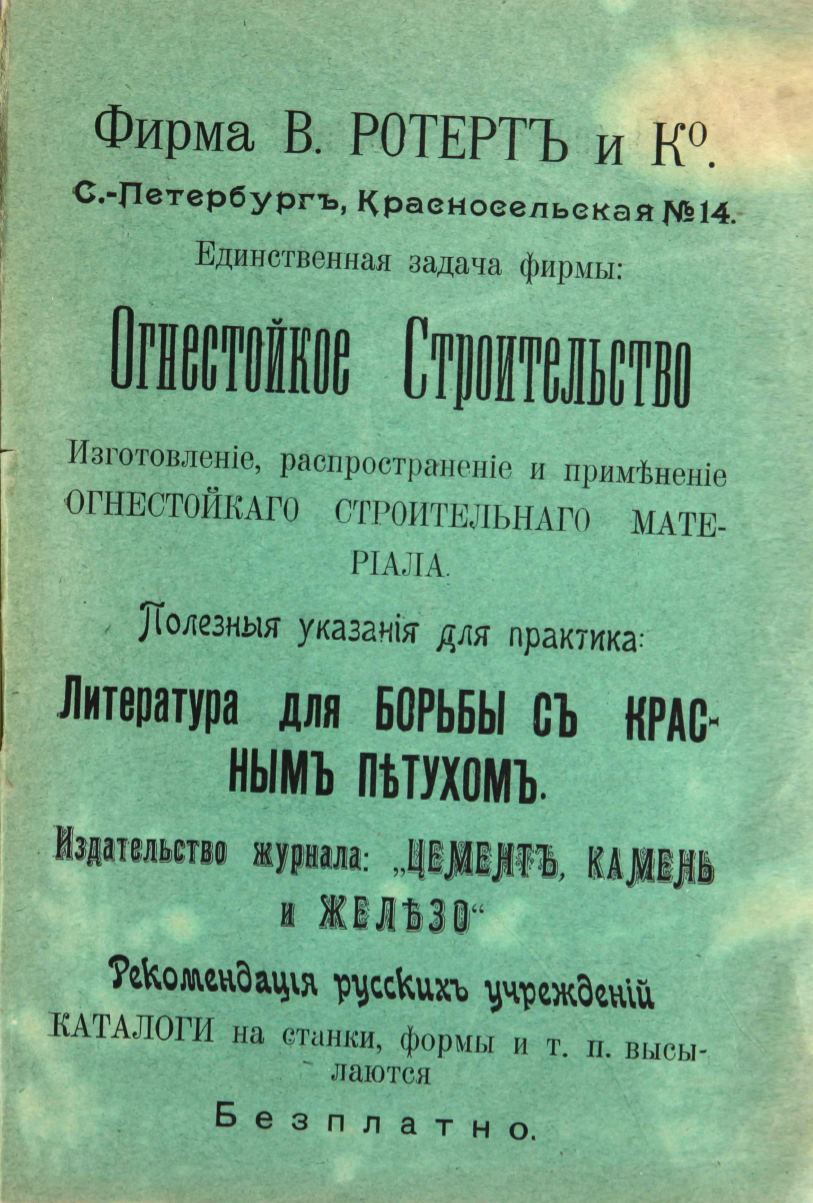 Фирма В. РОТЕРТЪ и Ко.
С.-Петербургъ, Красносельская №14.
Единственная задача фирмы:
Огнестойкое Строительство
Изготовленіе, распространеніе и примѣненіе
ОГНЕСТОЙКАГО СТРОИТЕЛЬНАГО МАТЕ-
РІАЛА.
Полезныя указанія для практика:
Литература для БОРЬБЫ СЪ КРАС-
НЫМЪ ПѢТУХОМЪ.
Издательство журнала: „ЦЕМЕНТЪ, КАМЕНЬ
и ЖЕЛѢЗО“
Рекомендація русскихъ учрежденій
КАТАЛОГИ на станки, формы и т. п. высы-
лаются
Безплатно.